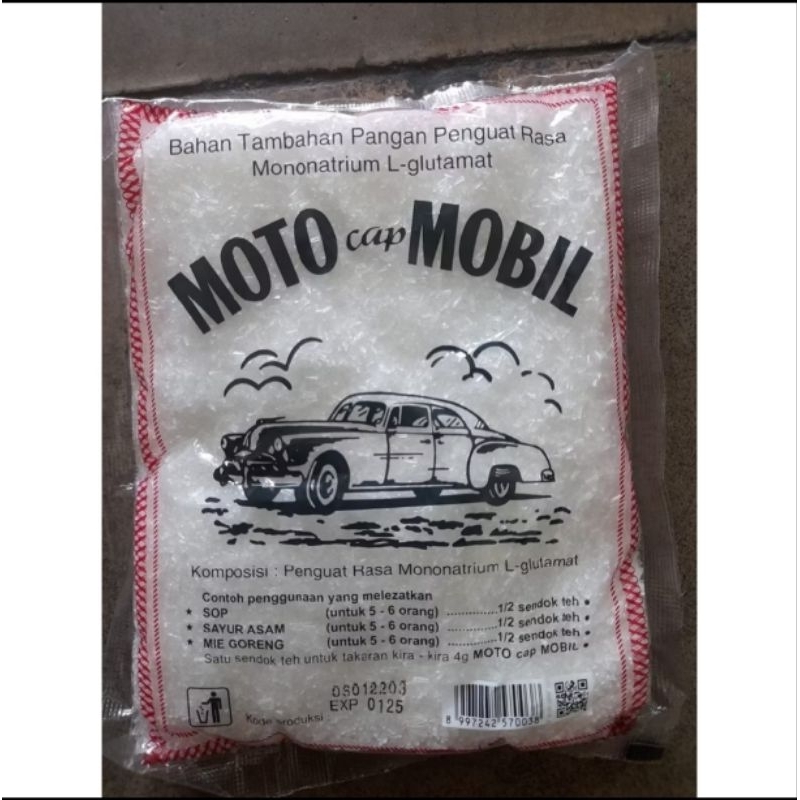 Bahan Tambahan Pangan Penguat Rasa
Mononatrium L-glutamat
MOTO cap MOBIL
Komposisi : Penguat Rasa Mononatrium L-glutamat
Contoh penggunaan yang melezatkan
★ SOP (untuk 5 - 6 orang) ..............1/2 sendok teh •
★ SAYUR ASAM (untuk 5 - 6 orang) ..............1/2 sendok teh •
★ MIE GORENG (untuk 5 - 6 orang) ..............1/2 sendok teh •
Satu sendok teh untuk takaran kira - kira 4g MOTO cap MOBIL •
Kode produksi
EXP 0125
8 997242 570038